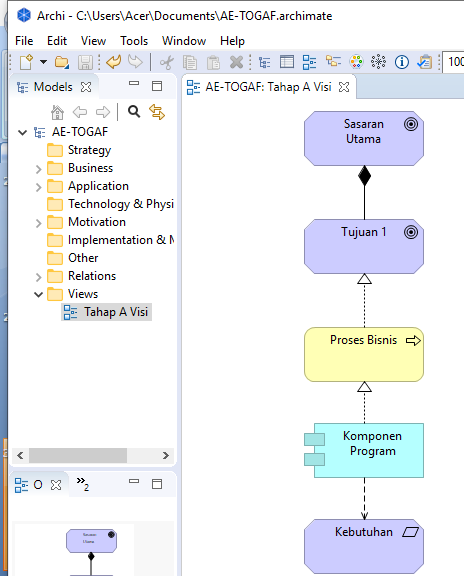 Archi - C:\Users\Acer\Documents\AE-TOGAF.archimate
File Edit View Tools Window Help
100
Models
AE-TOGAF
Strategy
Business
Application
Technology & Physi
Motivation
Implementation & M
Other
Relations
Views
Tahap A Visi
O
2
Sasaran
Utama
AE-TOGAF: Tahap A Visi
Sasaran
Utama
Tujuan 1
Proses Bisnis
Komponen
Program
Kebutuhan